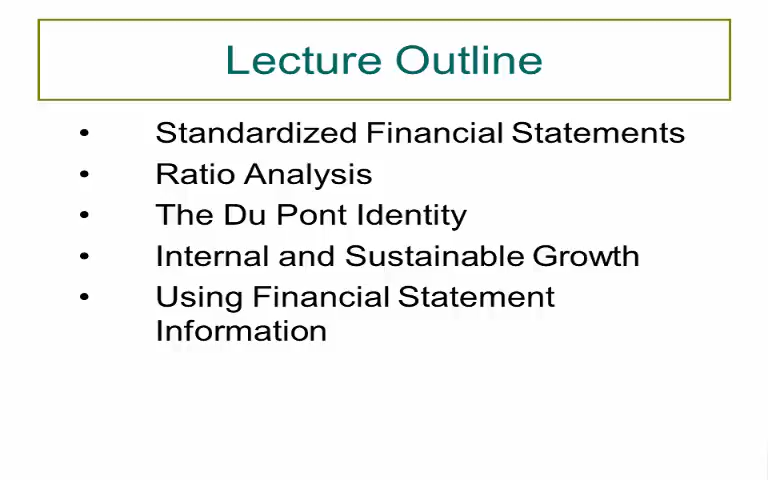 Lecture Outline
• Standardized Financial Statements
• Ratio Analysis
• The Du Pont Identity
• Internal and Sustainable Growth
• Using Financial Statement
Information